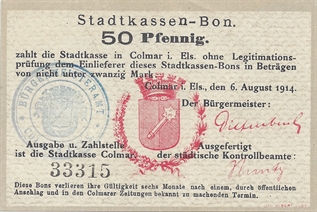 Stadtkassen-Bon.
50 Pfennig.
zahlt die Stadtkasse in Colmar i. Els. ohne Legitimations-
prüfung dem Einlieferer dieses Stadtkassen-Bons in Beträgen
von nicht unter zwanzig Mark.
Colmar i. Els., den 6. August 1914.
Der Bürgermeister:
Ausgabe u. Zahlstelle
ist die Stadtkasse Colmar.
Ausgefertigt
der städtische Kontrollbeamte:
33315
Dieses Bons verlieren ihre Gültigkeit sechs Monate nach einem, durch öffentlichen
Anschlag und in den Colmarer Zeitungen bekannt zu machenden Termin.